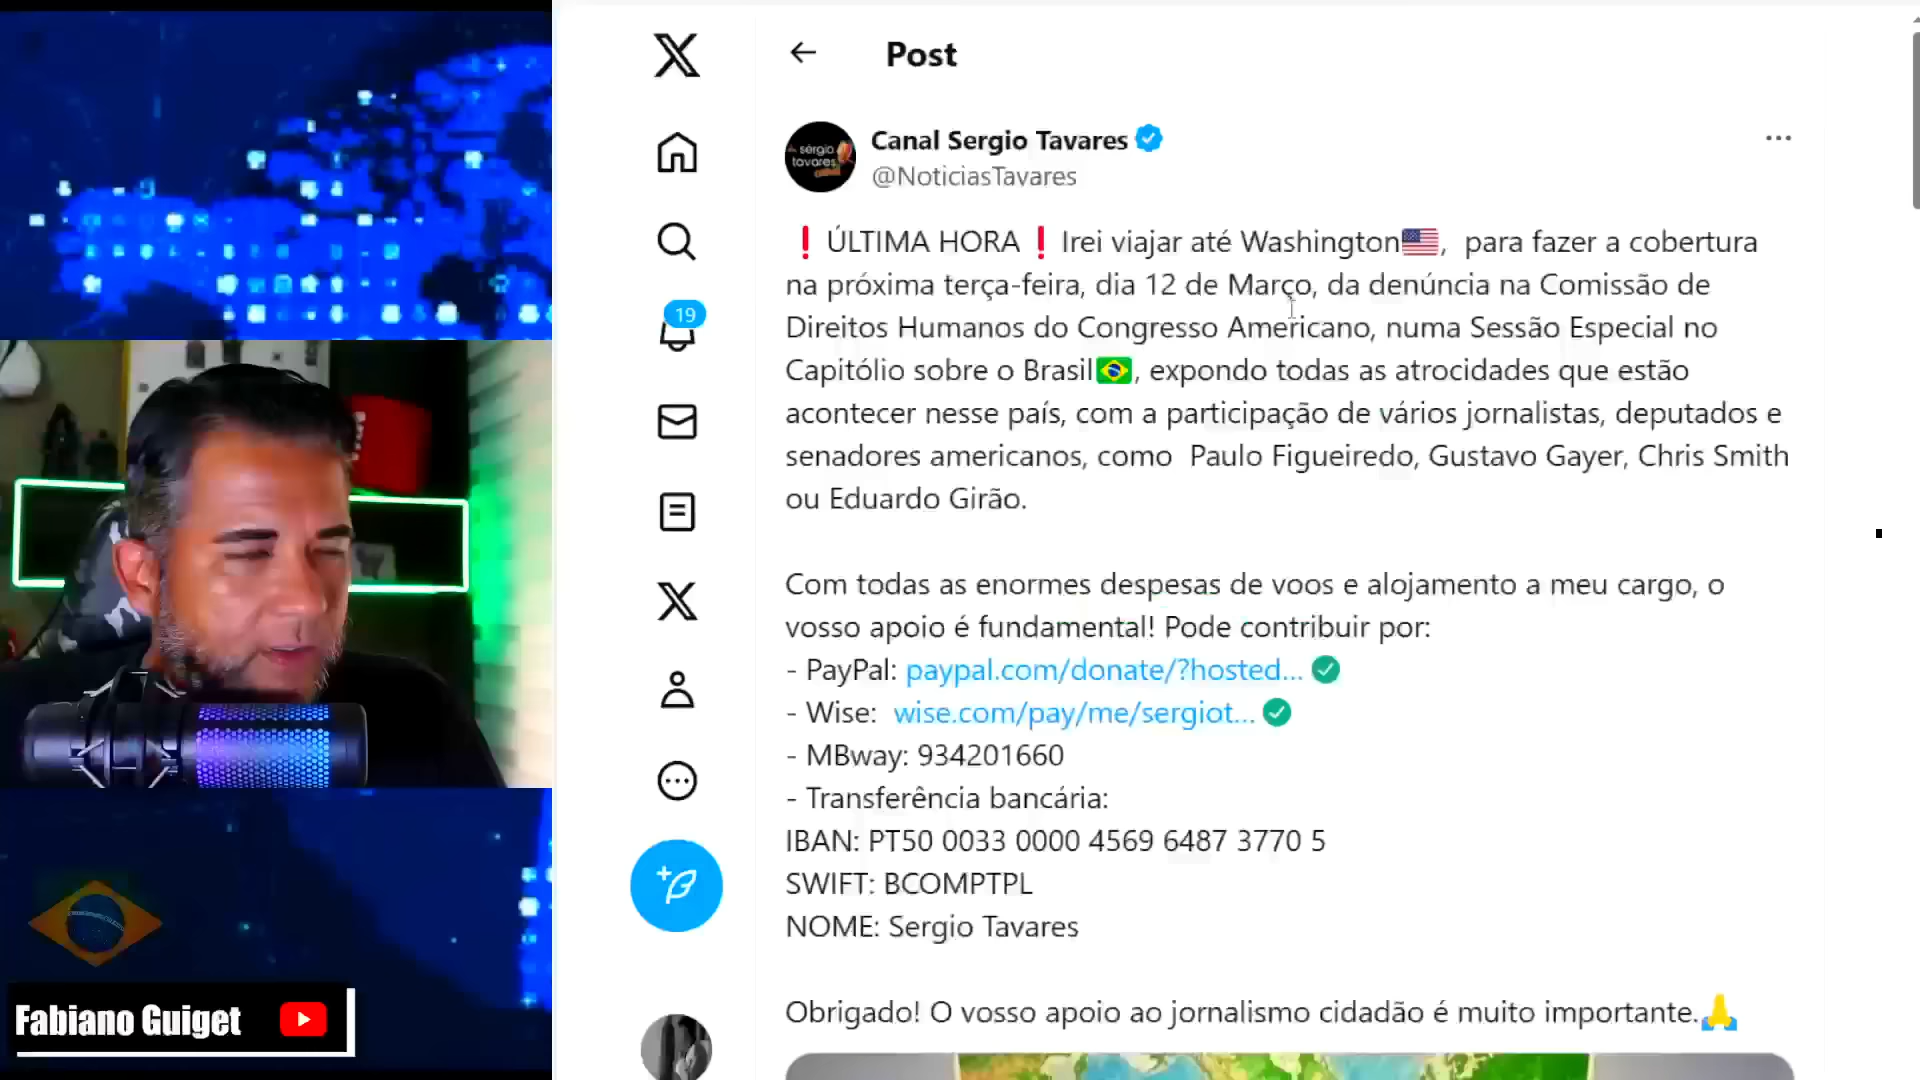 Post
sérgio
tavares
Canal Sergio Tavares
@NoticiasTavares
19
❗ÚLTIMA HORA❗Irei viajar até Washington🇺🇸, para fazer a cobertura
na próxima terça-feira, dia 12 de Março, da denúncia na Comissão de
Direitos Humanos do Congresso Americano, numa Sessão Especial no
Capitólio sobre o Brasil🇧🇷, expondo todas as atrocidades que estão
acontecer nesse país, com a participação de vários jornalistas, deputados e
senadores americanos, como Paulo Figueiredo, Gustavo Gayer, Chris Smith
ou Eduardo Girão.
Com todas as enormes despesas de voos e alojamento a meu cargo, o
vosso apoio é fundamental! Pode contribuir por:
- PayPal: paypal.com/donate/?hosted...
- Wise: wise.com/pay/me/sergiot...
- MBway: 934201660
- Transferência bancária:
IBAN: PT50 0033 0000 4569 6487 3770 5
SWIFT: BCOMPTPL
NOME: Sergio Tavares
Obrigado! O vosso apoio ao jornalismo cidadão é muito importante.🙏
Fabiano Guiget